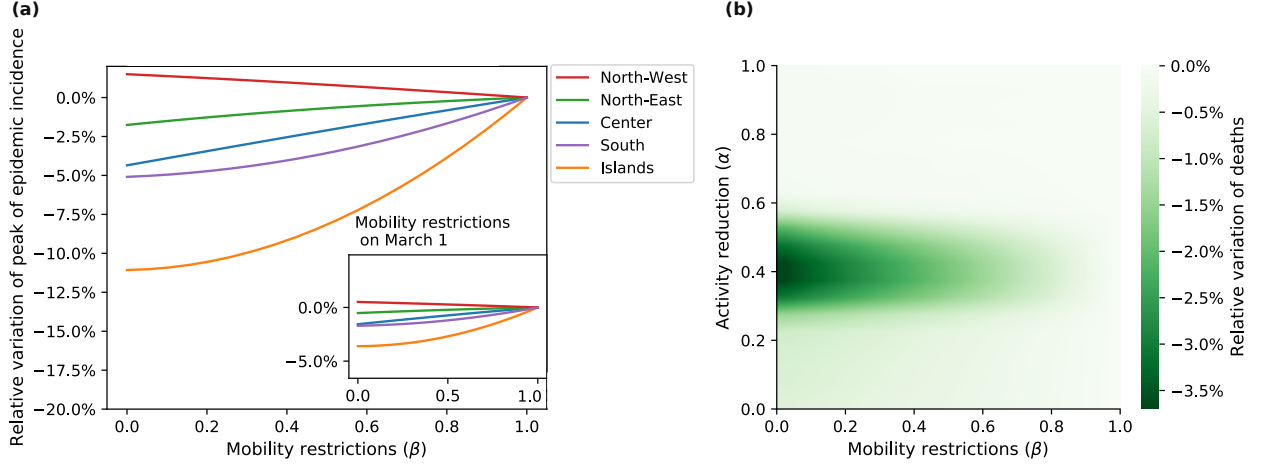 (a)
Relative variation of peak of epidemic incidence
0.0%
−2.5%
−5.0%
−7.5%
−10.0%
−12.5%
−15.0%
−17.5%
−20.0%
0.0
0.2
0.4
0.6
0.8
1.0
Mobility restrictions (β)
North-West
North-East
Center
South
Islands
Mobility restrictions
on March 1
0.0%
−5.0%
0.0
0.5
1.0
(b)
Activity reduction (α)
1.0
0.8
0.6
0.4
0.2
0.0
0.0
0.2
0.4
0.6
0.8
1.0
Mobility restrictions (β)
0.0%
−0.5%
−1.0%
−1.5%
−2.0%
−2.5%
−3.0%
−3.5%
Relative variation of deaths